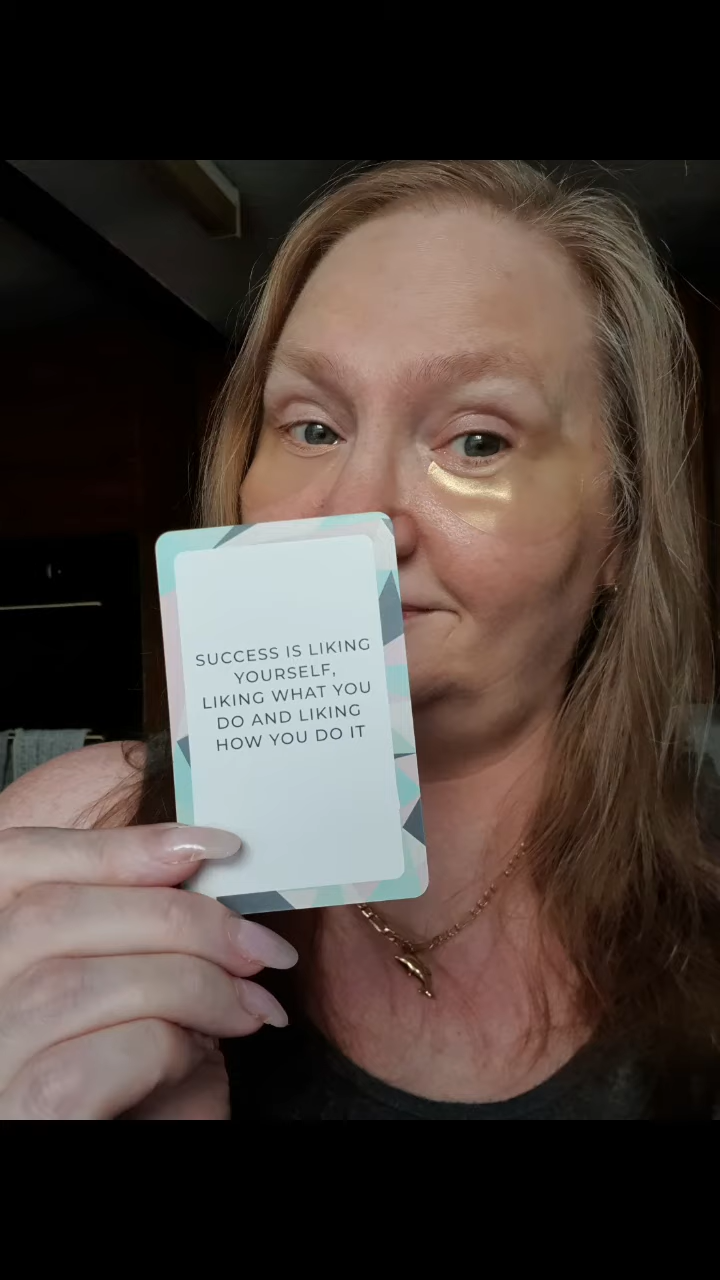 SUCCESS IS LIKING
YOURSELF,
LIKING WHAT YOU
DO AND LIKING
HOW YOU DO IT